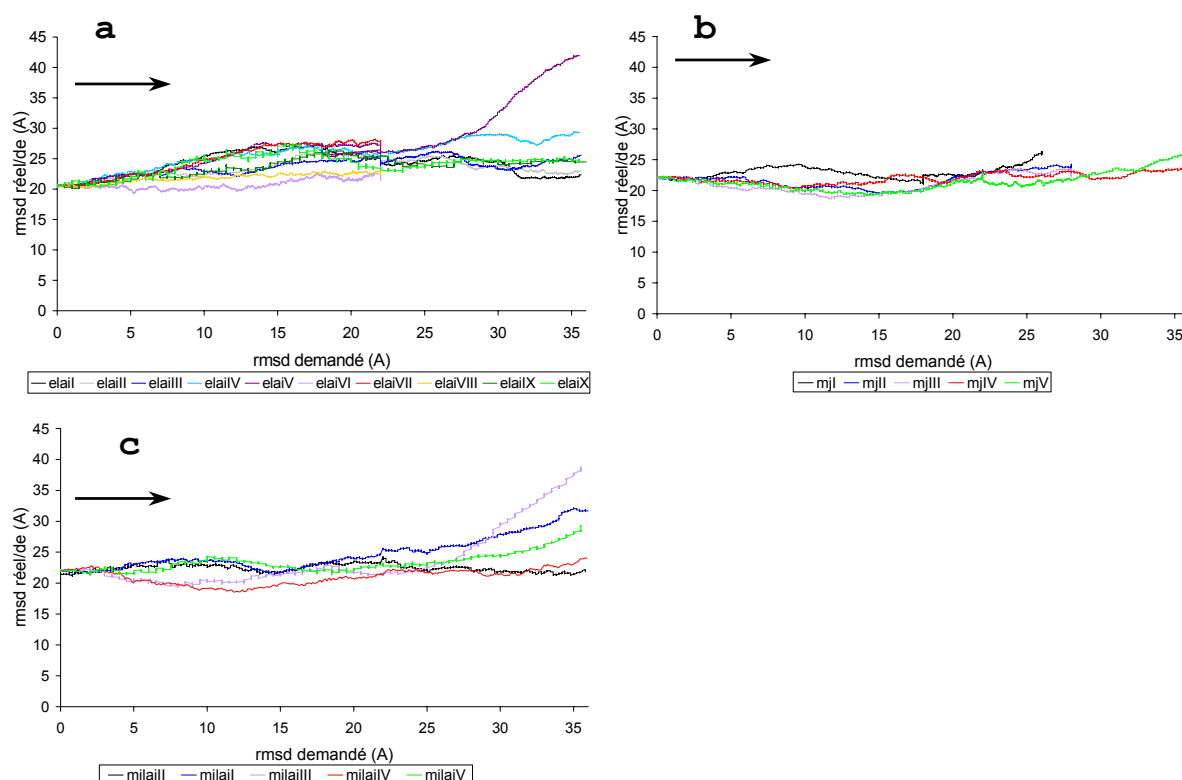 a
45
40
35
30
25
20
15
10
5
0
rmsd réel/de (A)
0 5 10 15 20 25 30 35
rmsd demandé (A)
elaiI elaiII elaiIII elaiIV elaiV elaiVI elaiVII elaiVIII elaiIX elaiX
b
45
40
35
30
25
20
15
10
5
0
rmsd réel/de (A)
0 5 10 15 20 25 30 35
rmsd demandé (A)
mjI mjII mjIII mjIV mjV
c
45
40
35
30
25
20
15
10
5
0
rmsd réel/de (A)
0 5 10 15 20 25 30 35
rmsd demandé (A)
milaiII milaiI milaiIII milaiIV milaiV